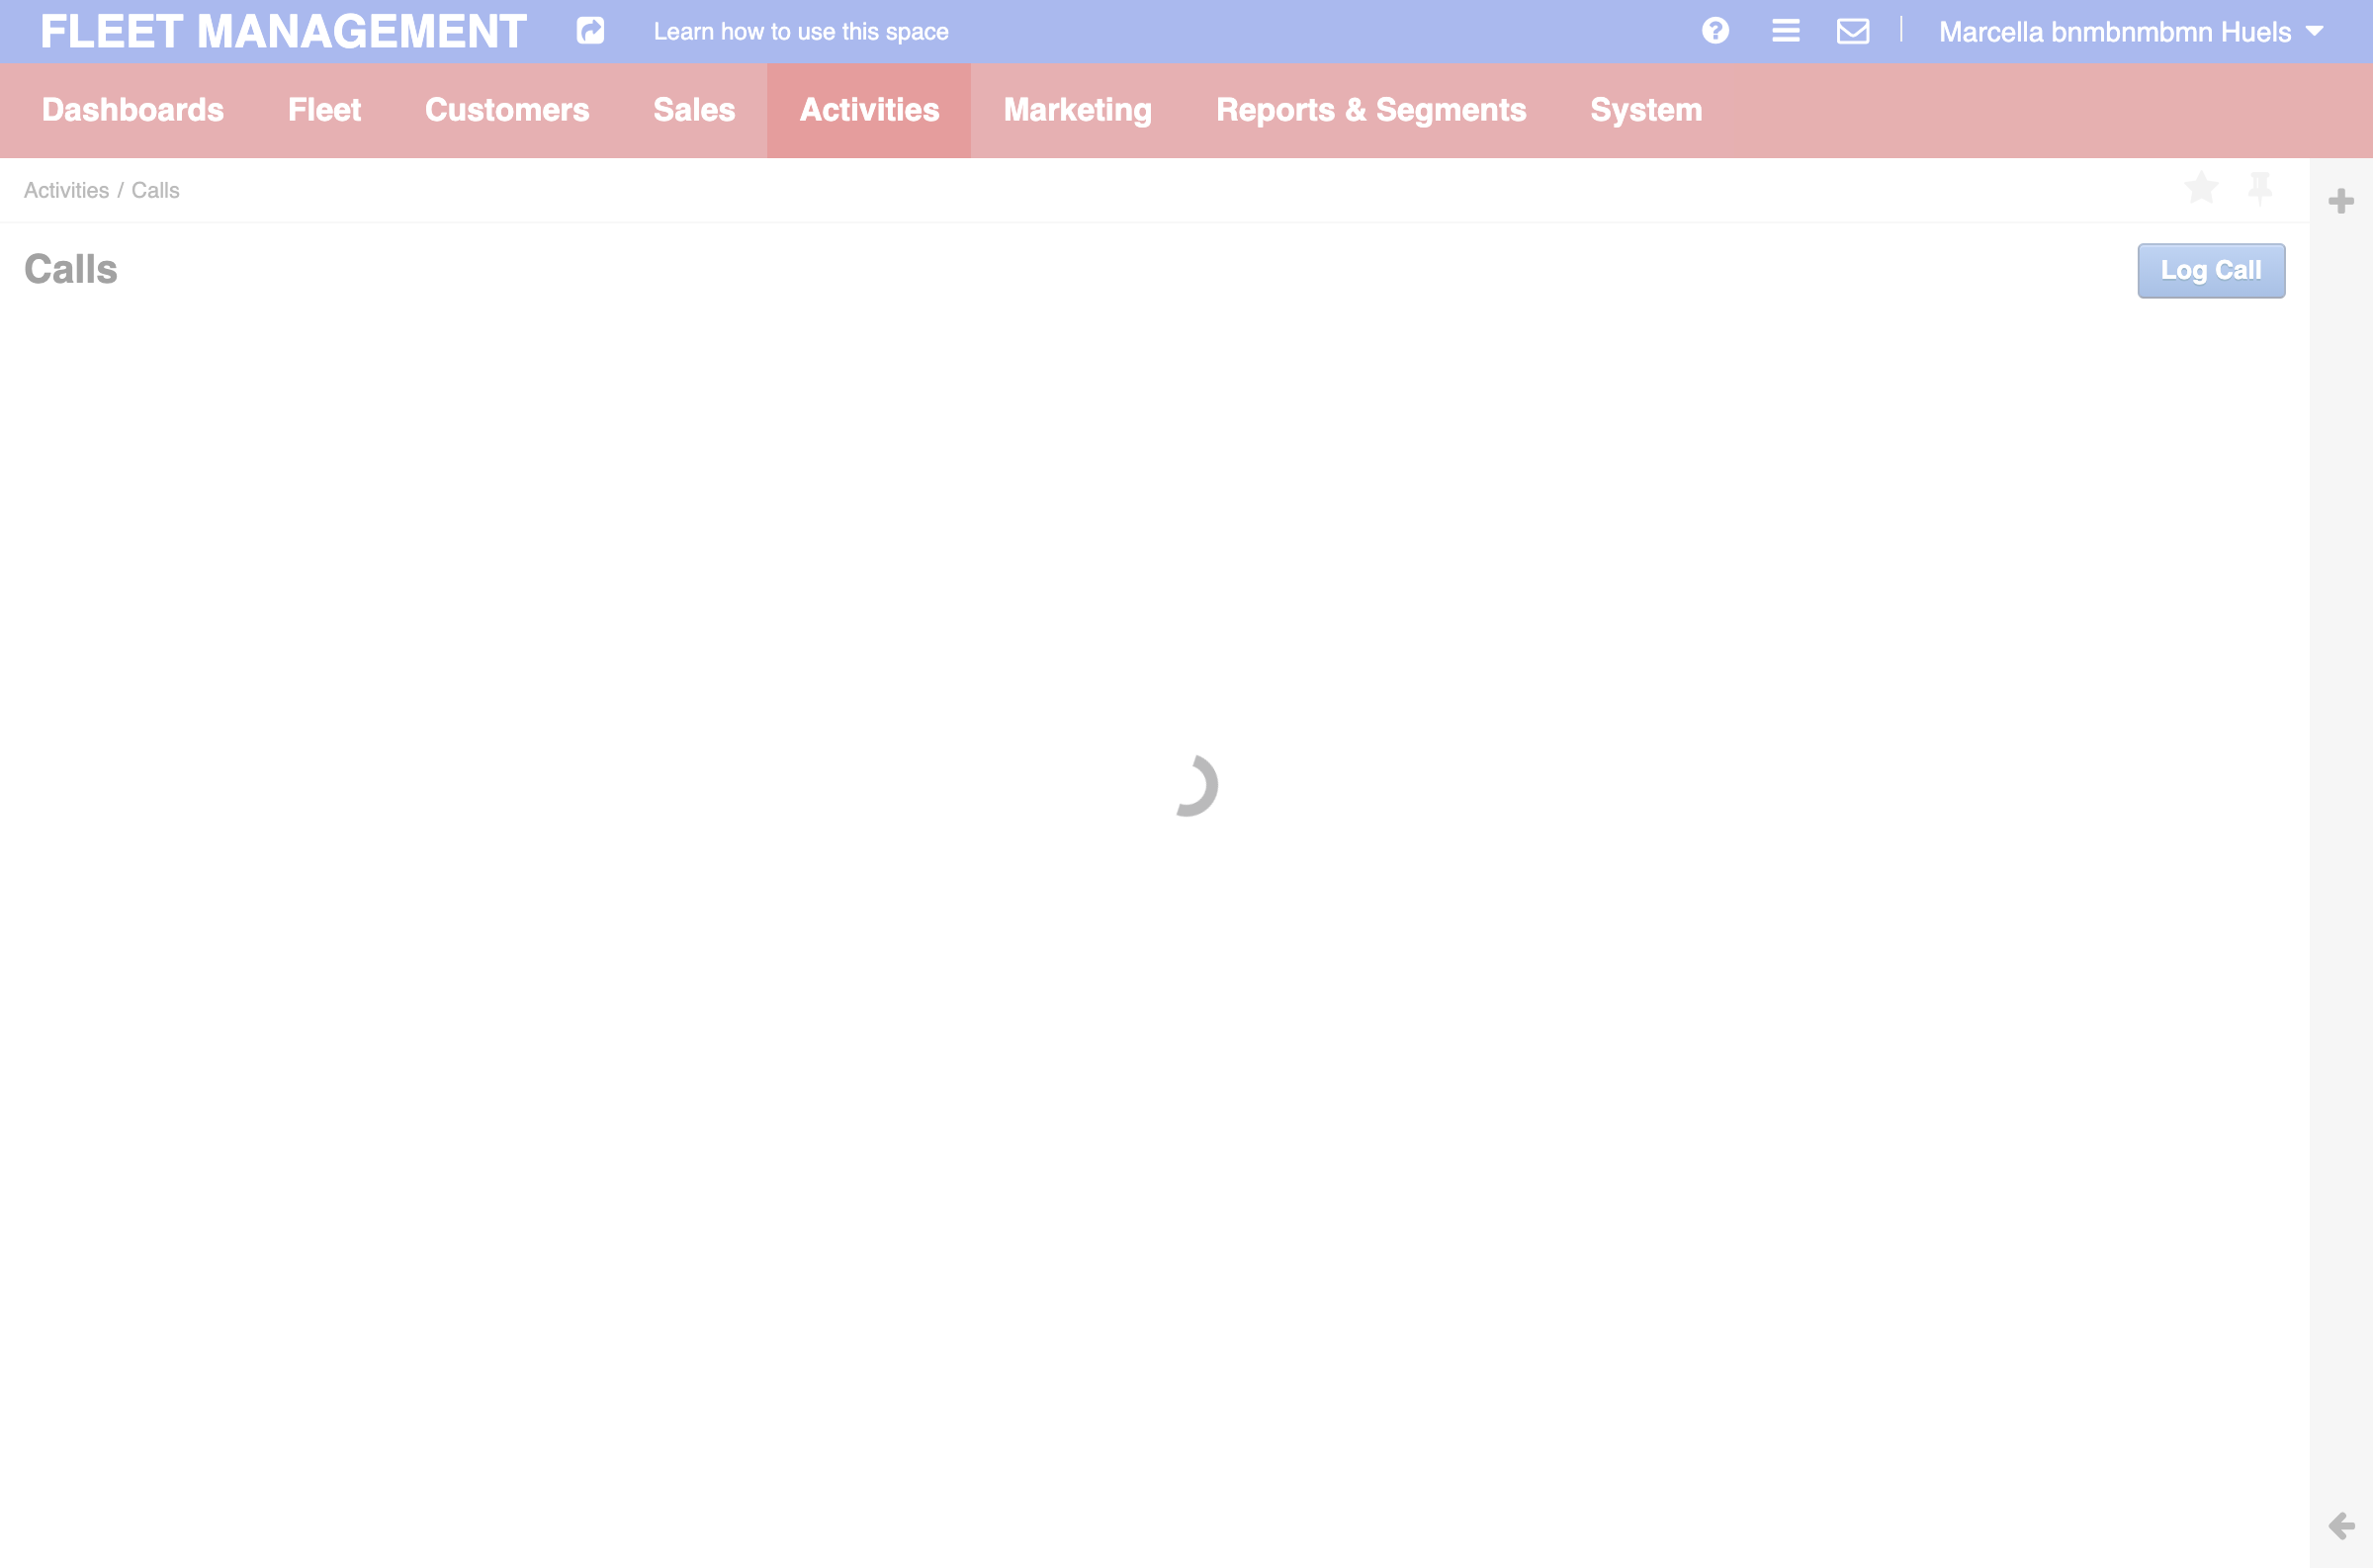 FLEET MANAGEMENT
Learn how to use this space
Marcella bnmbnmbmn Huels
Dashboards
Fleet
Customers
Sales
Activities
Marketing
Reports & Segments
System
Activities / Calls
Calls
Log Call